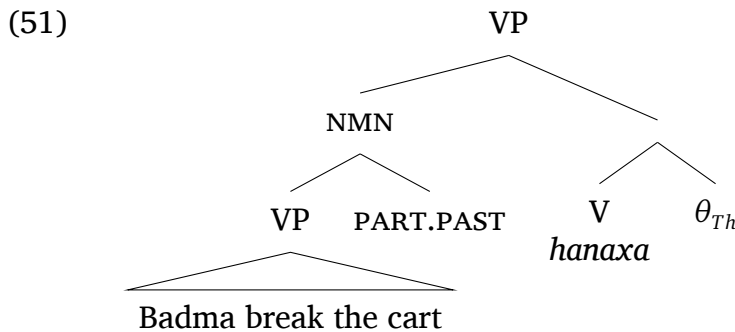 (51) VP
NMN
VP PART.PAST V θTh
hanaxa
Badma break the cart